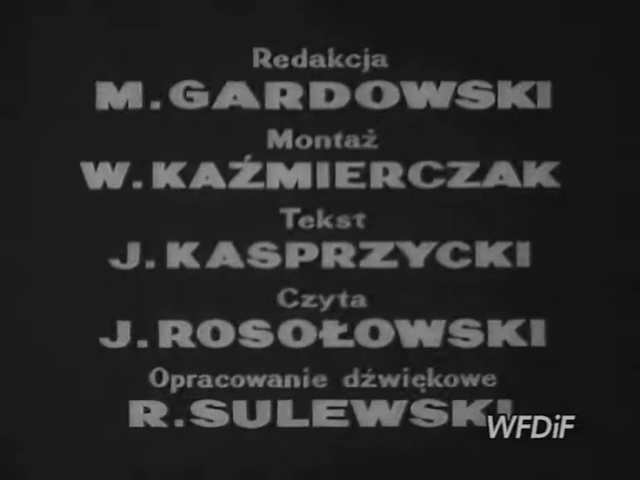 Redakcja
M. GARDOWSKI
Montaż
W. KAŹMIERCZAK
Tekst
J. KASPRZYCKI
Czyta
J. ROSOŁOWSKI
Opracowanie dźwiękowe
R. SULEWSKI
WFDiF